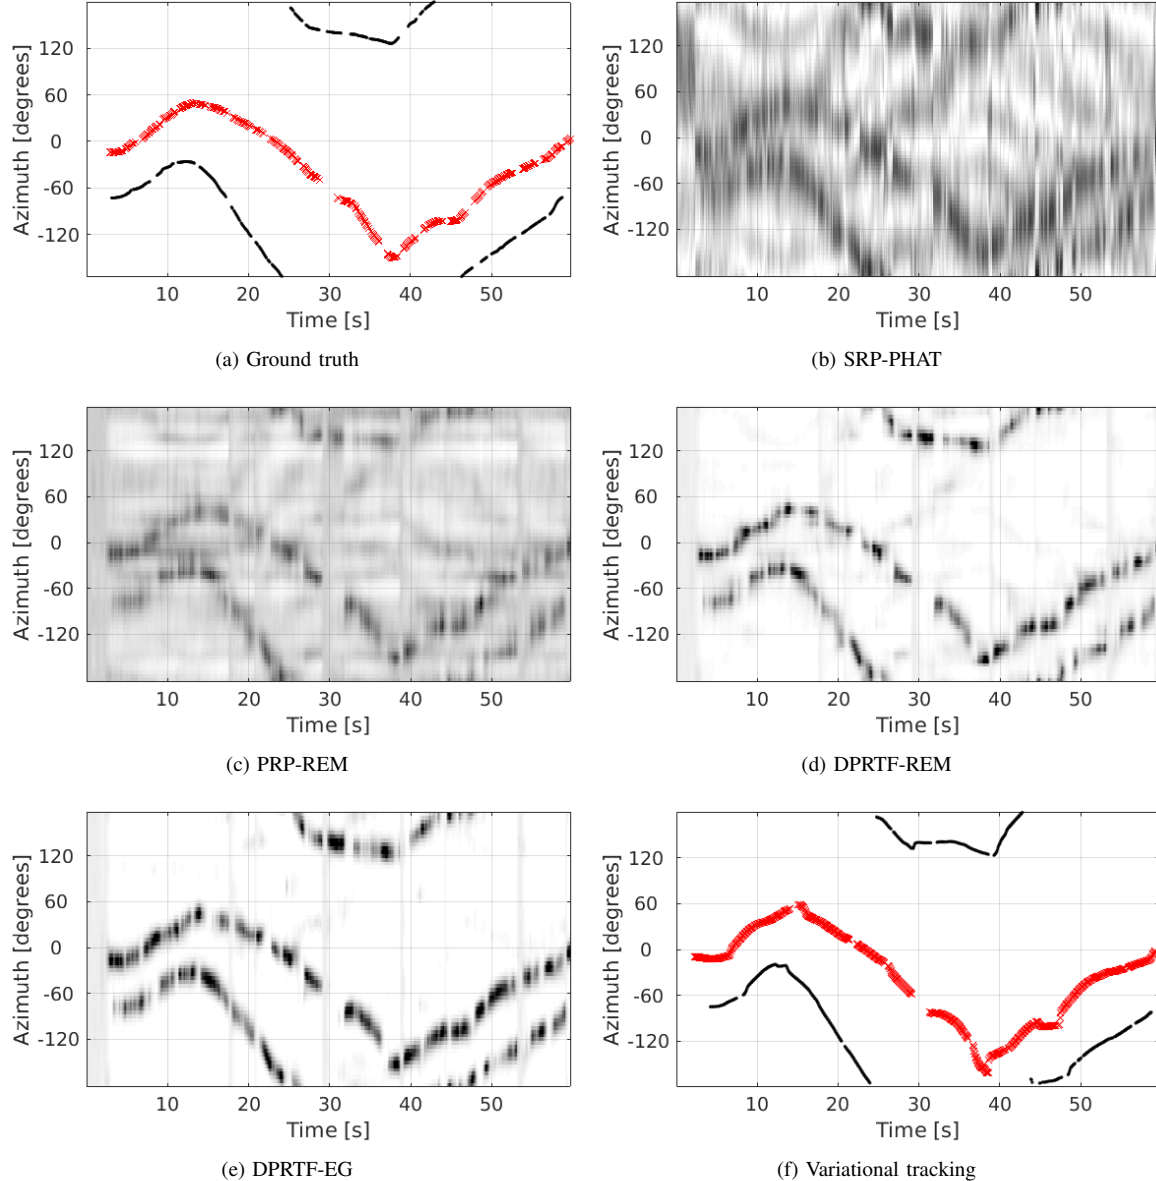 120
60
0
-60
-120
Azimuth [degrees]
10 20 30 40 50
Time [s]
(a) Ground truth
120
60
0
-60
-120
Azimuth [degrees]
10 20 30 40 50
Time [s]
(b) SRP-PHAT
120
60
0
-60
-120
Azimuth [degrees]
10 20 30 40 50
Time [s]
(c) PRP-REM
120
60
0
-60
-120
Azimuth [degrees]
10 20 30 40 50
Time [s]
(d) DPRTF-REM
120
60
0
-60
-120
Azimuth [degrees]
10 20 30 40 50
Time [s]
(e) DPRTF-EG
120
60
0
-60
-120
Azimuth [degrees]
10 20 30 40 50
Time [s]
(f) Variational tracking